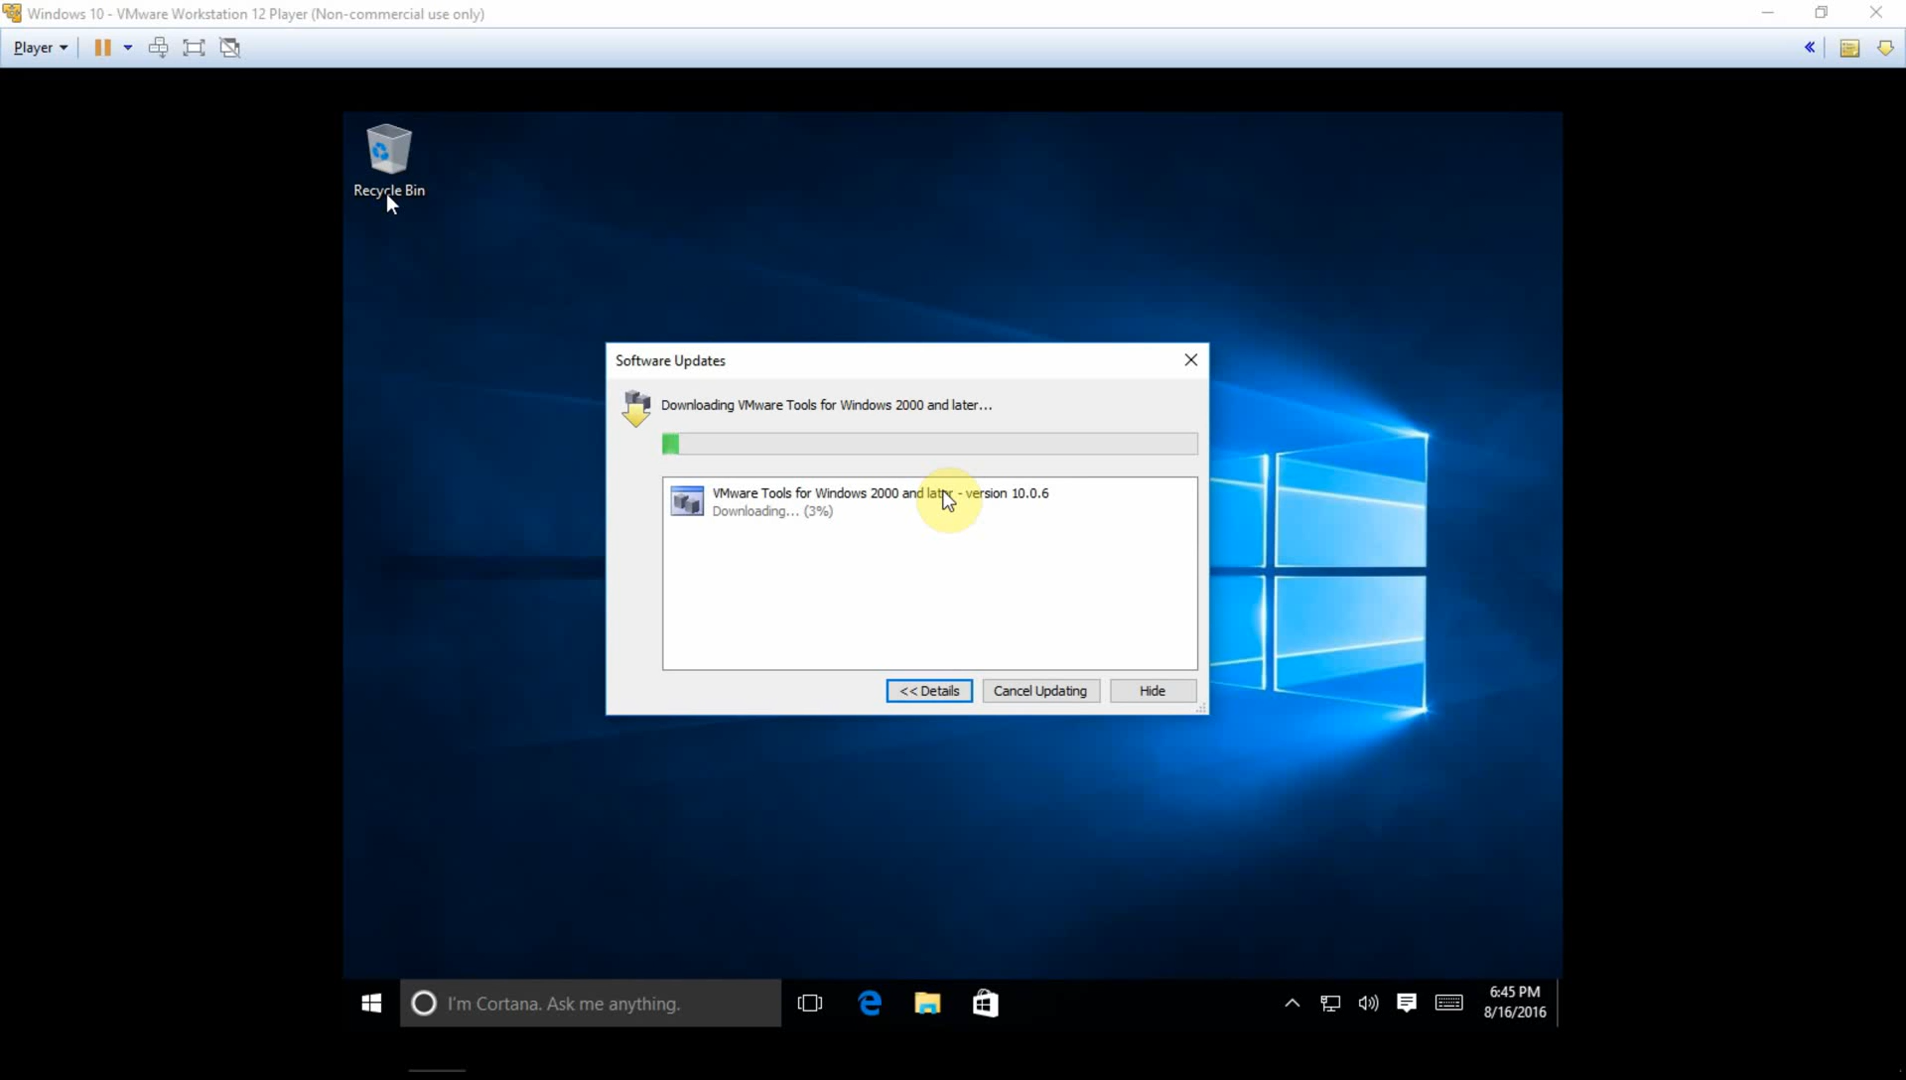 Windows 10 - VMware Workstation 12 Player (Non-commercial use only)
Player
Recycle Bin
Software Updates
Downloading VMware Tools for Windows 2000 and later...
VMware Tools for Windows 2000 and later - version 10.0.6
Downloading... (3%)
<< Details
Cancel Updating
Hide
I'm Cortana. Ask me anything.
6:45 PM
8/16/2016